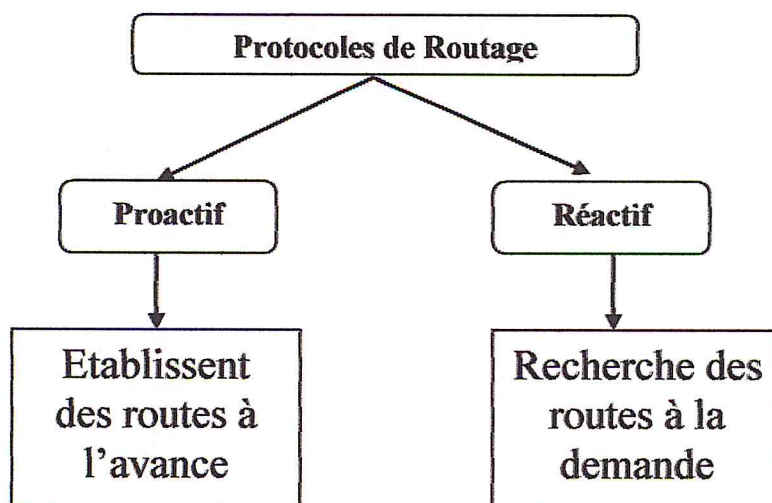 Protocoles de Routage
Proactif
Réactif
Etablissent
des routes à
l'avance
Recherche des
routes à la
demande